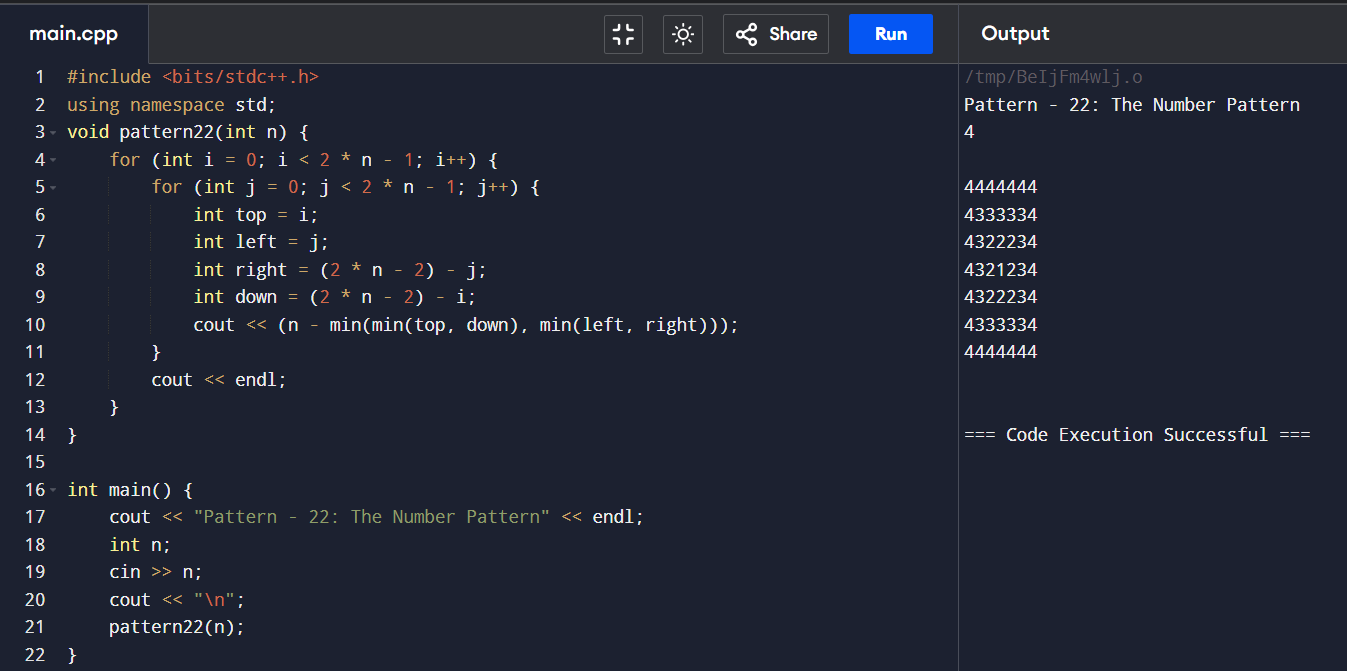 main.cpp
Share
Run
Output
1 #include <bits/stdc++.h>
2 using namespace std;
3 void pattern22(int n) {
4     for (int i = 0; i < 2 * n - 1; i++) {
5         for (int j = 0; j < 2 * n - 1; j++) {
6             int top = i;
7             int left = j;
8             int right = (2 * n - 2) - j;
9             int down = (2 * n - 2) - i;
10             cout << (n - min(min(top, down), min(left, right)));
11         }
12         cout << endl;
13     }
14 }
15
16 int main() {
17     cout << "Pattern - 22: The Number Pattern" << endl;
18     int n;
19     cin >> n;
20     cout << "\n";
21     pattern22(n);
22 }
/tmp/BeIjFm4wlj.o
Pattern - 22: The Number Pattern
4
4444444
4333334
4322234
4321234
4322234
4333334
4444444
=== Code Execution Successful ===